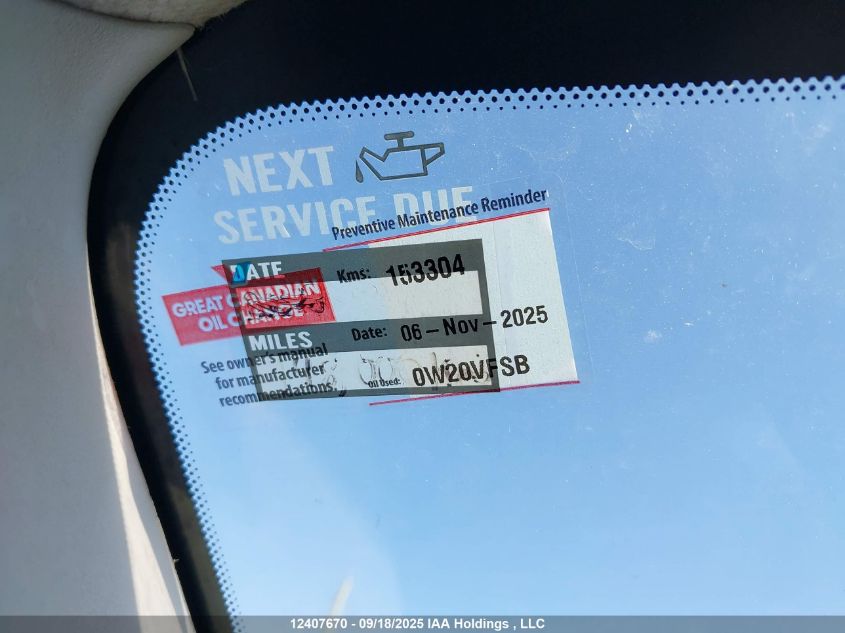 NEXT
SERVICE DUE
Preventive Maintenance Reminder
DATE
Kms: 153304
GREAT CANADIAN
OIL CHANGE
MILES
Date: 06-Nov-2025
See owner's manual
for manufacturer
recommendations.
Oil Used: 0W20VFSB
12407670 - 09/18/2025 IAA Holdings , LLC